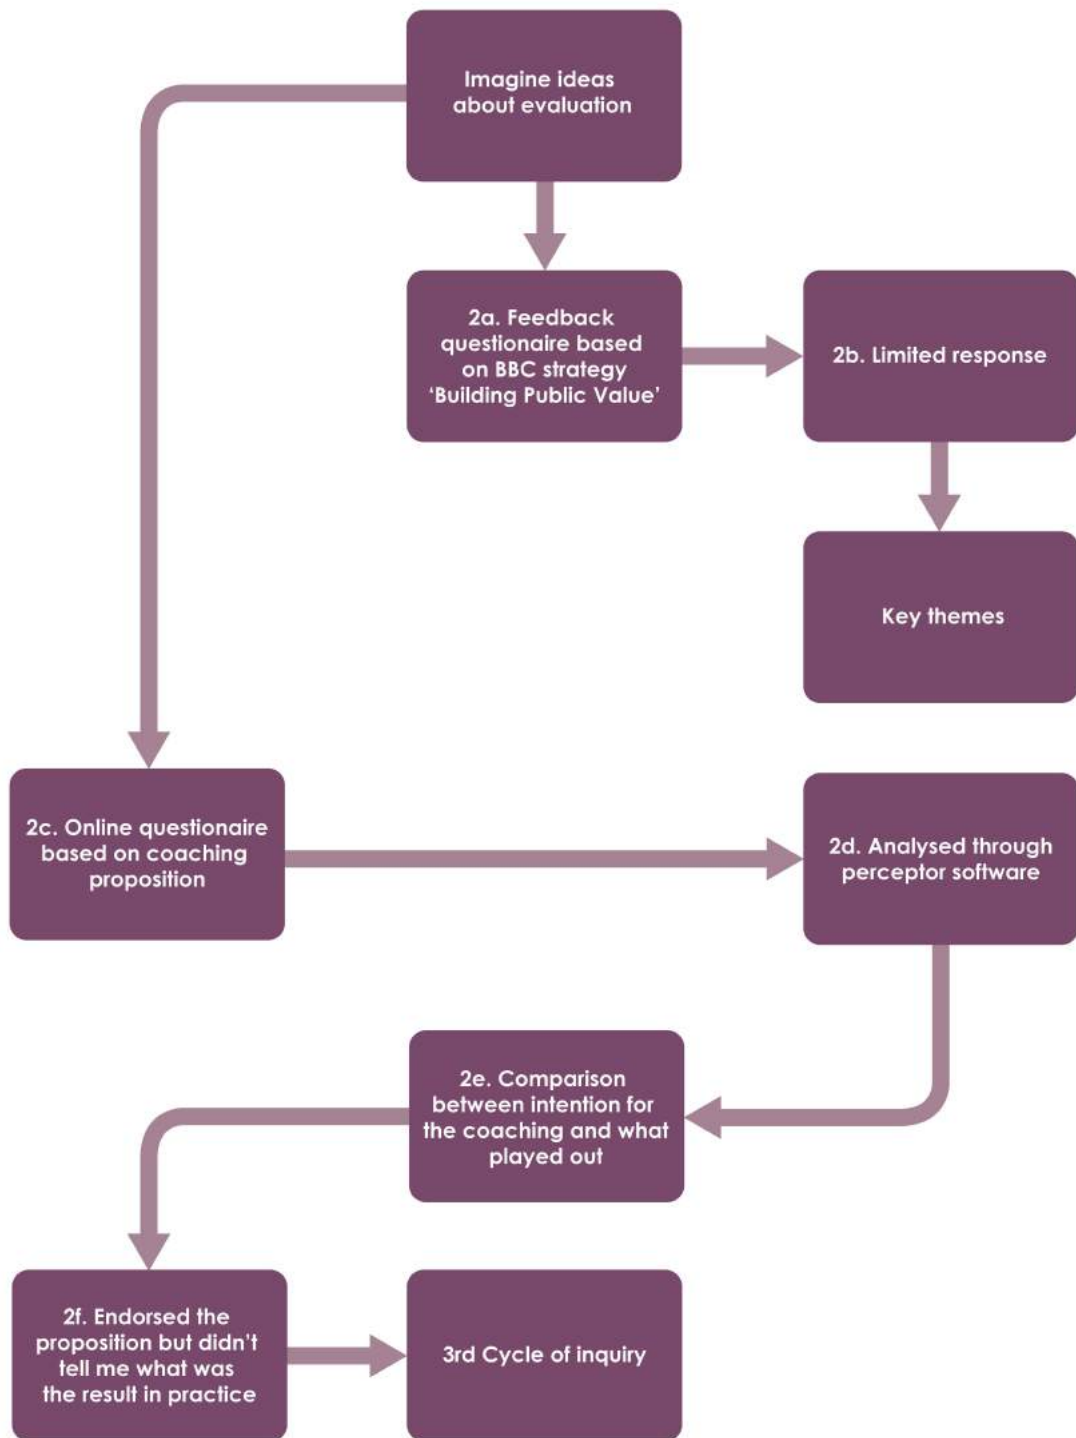 Imagine ideas
about evaluation
2a. Feedback
questionaire based
on BBC strategy
‘Building Public Value’
2b. Limited response
Key themes
2c. Online questionaire
based on coaching
proposition
2d. Analysed through
perceptor software
2e. Comparison
between intention for
the coaching and what
played out
2f. Endorsed the
proposition but didn’t
tell me what was
the result in practice
3rd Cycle of inquiry